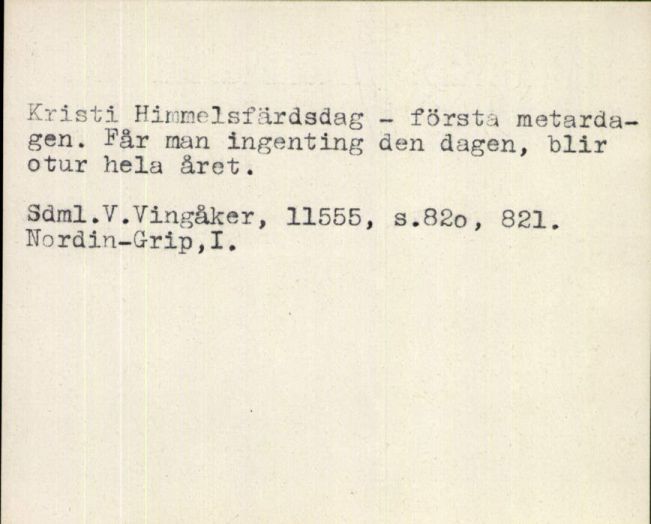 Kristi Himmelsfärdsdag - första metarda-
gen. Får man ingenting den dagen, blir
otur hela året.
Sdml.V.Vingåker, 11555, s.82o, 821.
Nordin-Grip,I.